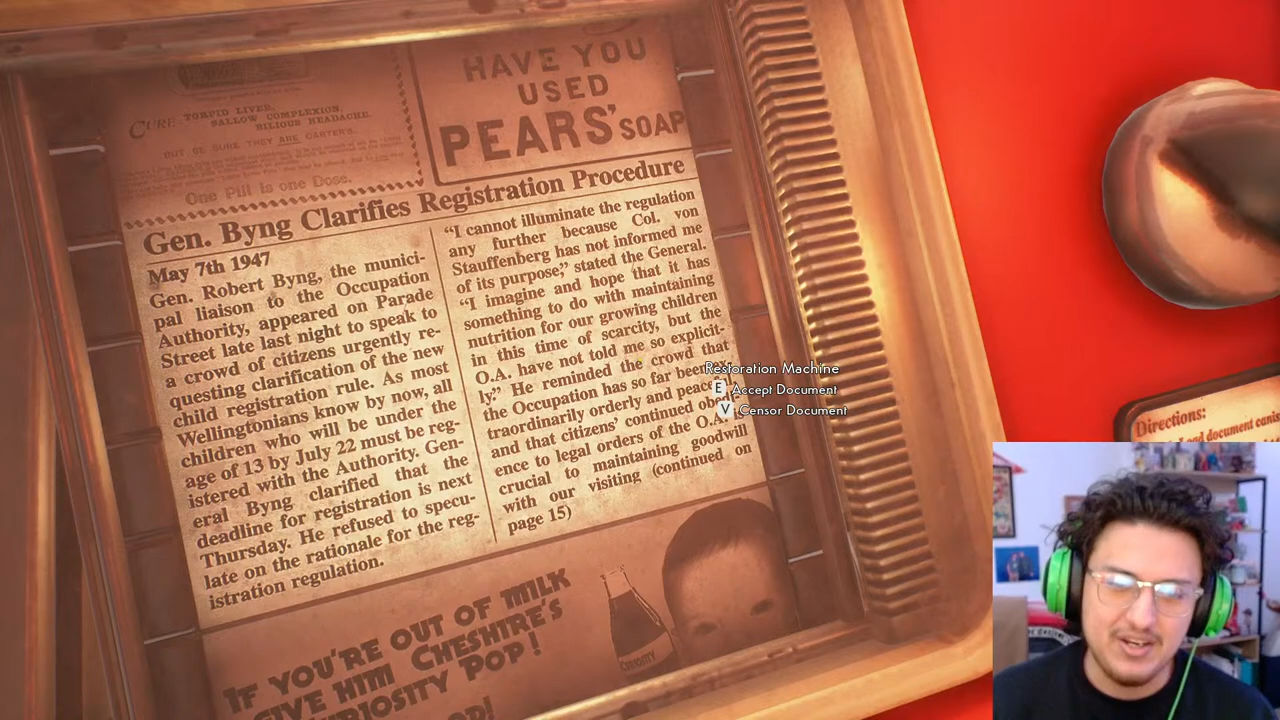 CURE TORPID LIVER,
SALLOW COMPLEXION,
BILIOUS HEADACHE.
BUT BE SURE THEY ARE CARTER'S.
One Pill is one Dose.
HAVE YOU
USED
PEARS' SOAP
Gen. Byng Clarifies Registration Procedure
May 7th 1947
Gen. Robert Byng, the munici-
pal liaison to the Occupation
Authority, appeared on Parade
Street late last night to speak to
a crowd of citizens urgently re-
questing clarification of the new
child registration rule. As most
Wellingtonians know by now, all
children who will be under the
age of 13 by July 22 must be reg-
istered with the Authority. Gen-
eral Byng clarified that the
deadline for registration is next
Thursday. He refused to specu-
late on the rationale for the reg-
istration regulation.
“I cannot illuminate the regulation
any further because Col. von
Stauffenberg has not informed me
of its purpose,” stated the General.
“I imagine and hope that it has
something to do with maintaining
nutrition for our growing children
in this time of scarcity, but the
O.A. have not told me so explicit-
ly.” He reminded the crowd that
the Occupation has so far been
traordinarily orderly and peace
and that citizens' continued obedi-
ence to legal orders of the O.A.
crucial to maintaining goodwill
with our visiting (continued on
page 15)
IF YOU'RE OUT OF MILK
GIVE HIM CHESHIRE'S
CURIOSITY POP!
CURIOSITY
Restoration Machine
E Accept Document
V Censor Document
Directions:
Load document canis